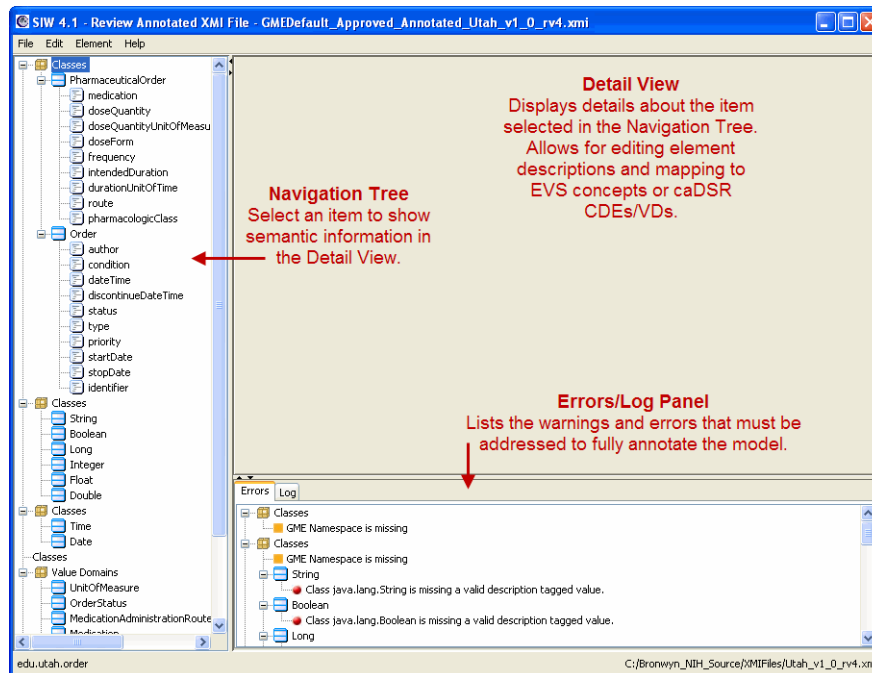 SIW 4.1 - Review Annotated XMI File - GMEDefault_Approved_Annotated_Utah_v1_0_rv4.xmi
File Edit Element Help
Classes
PharmaceuticalOrder
medication
doseQuantity
doseQuantityUnitOfMeasu
doseForm
frequency
intendedDuration
durationUnitOfTime
route
pharmacologicClass
Order
author
condition
dateTime
discontinueDateTime
status
type
priority
startDate
stopDate
identifier
Classes
String
Boolean
Long
Integer
Float
Double
Classes
Time
Date
Classes
Value Domains
UnitOfMeasure
OrderStatus
MedicationAdministrationRoute
Medication
Navigation Tree
Select an item to show
semantic information in
the Detail View.
Detail View
Displays details about the item
selected in the Navigation Tree.
Allows for editing element
descriptions and mapping to
EVS concepts or caDSR
CDEs/VDs.
Errors/Log Panel
Lists the warnings and errors that must be
addressed to fully annotate the model.
Errors Log
Classes
GME Namespace is missing
Classes
GME Namespace is missing
String
Class java.lang.String is missing a valid description tagged value.
Boolean
Class java.lang.Boolean is missing a valid description tagged value.
Long
edu.utah.order
C:/Bronwyn_NIH_Source/XMIFiles/Utah_v1_0_rv4.xm